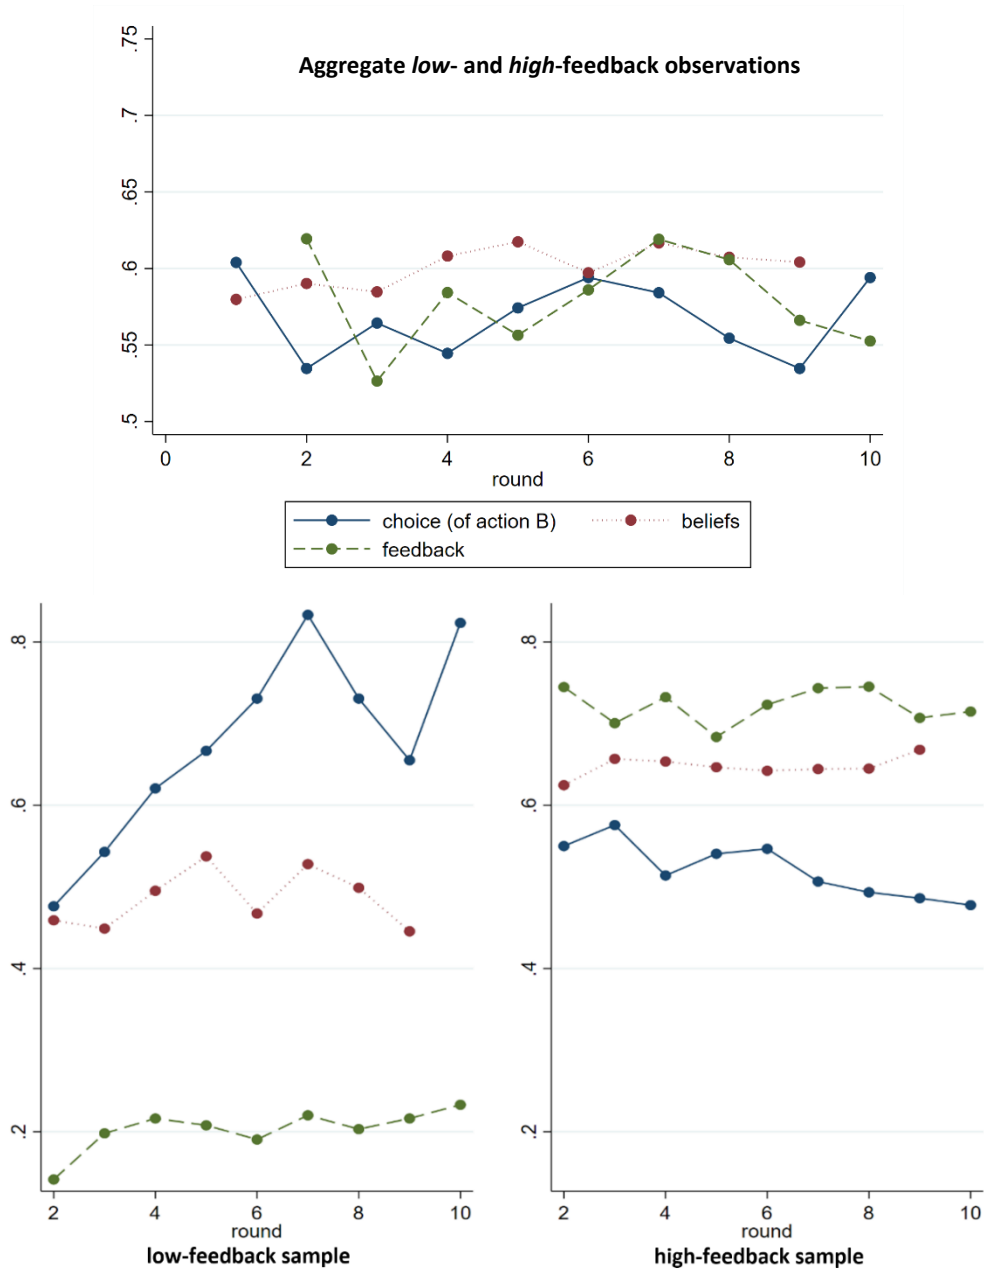 Aggregate low- and high-feedback observations
.75
.7
.65
.6
.55
.5
0 2 4 6 8 10
round
choice (of action B) beliefs
feedback
.8
.6
.4
.2
2 4 6 8 10
round
low-feedback sample
.8
.6
.4
.2
2 4 6 8 10
round
high-feedback sample